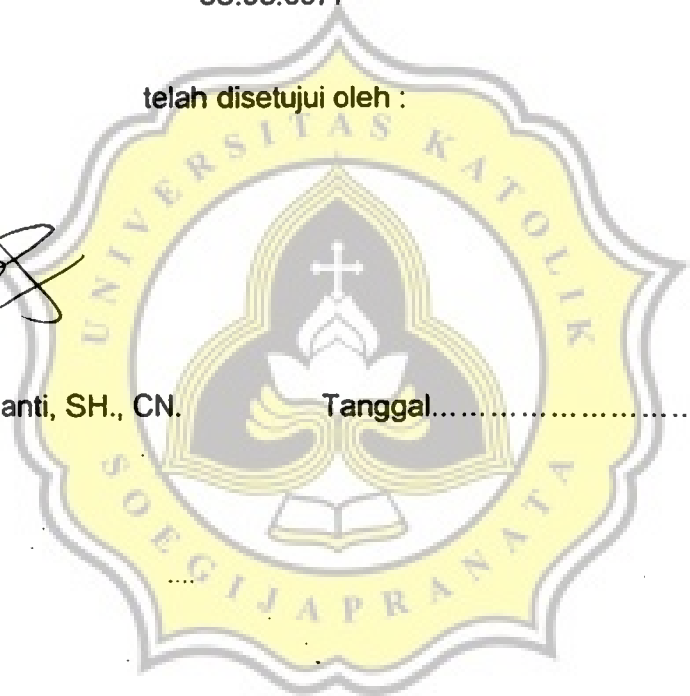 telah disetujui oleh :
UNIVERSITAS KATOLIK
anti, SH., CN. Tanggal........................
SOEGIJAPRANATA